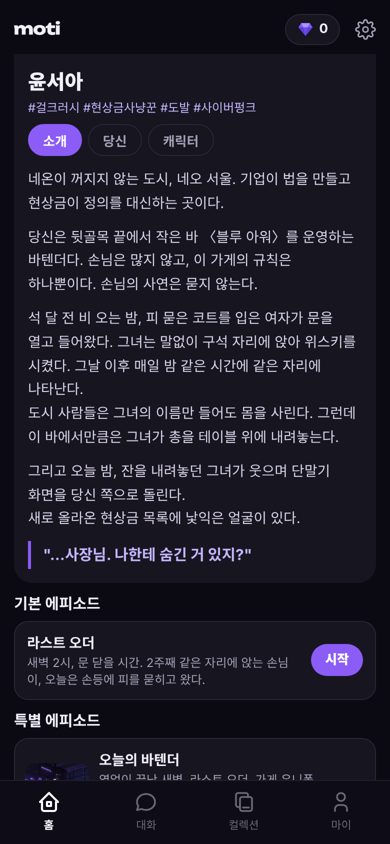 moti
0
윤서아
#걸크러시 #현상금사냥꾼 #도발 #사이버펑크
소개
당신
캐릭터
네온이 꺼지지 않는 도시, 네오 서울. 기업이 법을 만들고
현상금이 정의를 대신하는 곳이다.
당신은 뒷골목 끝에서 작은 바 〈블루 아워〉를 운영하는
바텐더다. 손님은 많지 않고, 이 가게의 규칙은
하나뿐이다. 손님의 사연은 묻지 않는다.
석 달 전 비 오는 밤, 피 묻은 코트를 입은 여자가 문을
열고 들어왔다. 그녀는 말없이 구석 자리에 앉아 위스키를
시켰다. 그날 이후 매일 밤 같은 시간에 같은 자리에
나타난다.
도시 사람들은 그녀의 이름만 들어도 몸을 사린다. 그런데
이 바에서만큼은 그녀가 총을 테이블 위에 내려놓는다.
그리고 오늘 밤, 잔을 내려놓던 그녀가 웃으며 단말기
화면을 당신 쪽으로 돌린다.
새로 올라온 현상금 목록에 낯익은 얼굴이 있다.
"...사장님. 나한테 숨긴 거 있지?"
기본 에피소드
라스트 오더
새벽 2시, 문 닫을 시간. 2주째 같은 자리에 앉는 손님
이, 오늘은 손등에 피를 묻히고 왔다.
시작
특별 에피소드
오늘의 바텐더
영업이 끝난 새벽, 라스트 오더. 가게 유니폼
홈
대화
컬렉션
마이